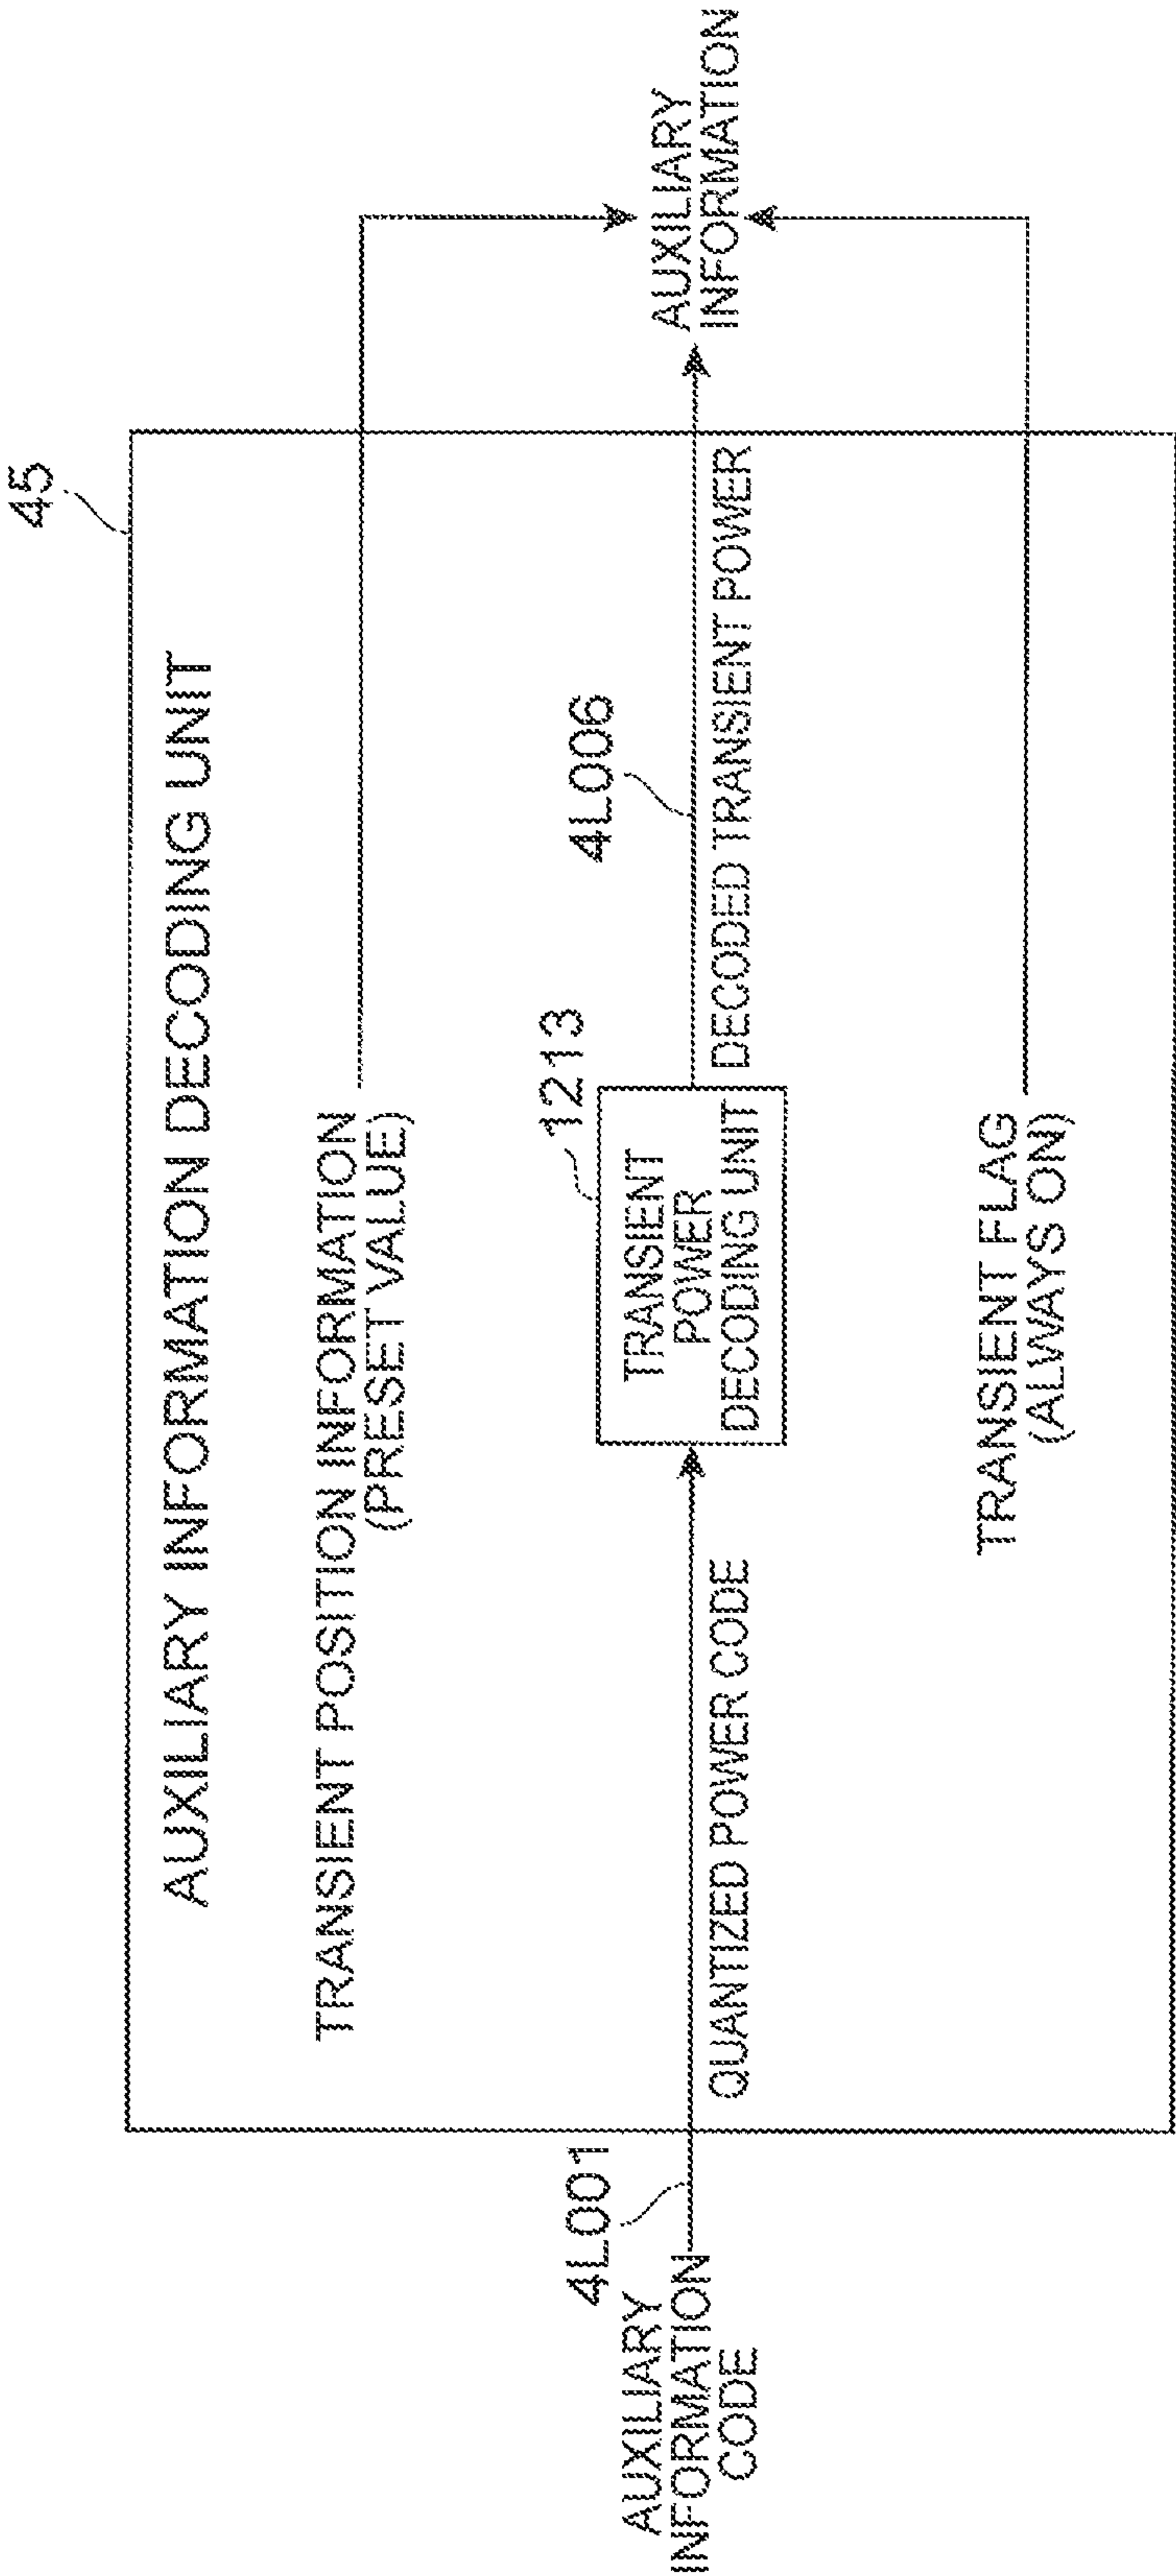 45
AUXILIARY INFORMATION DECODING UNIT
TRANSIENT POSITION INFORMATION
(PRESET VALUE)
4L001
AUXILIARY
INFORMATION
CODE
QUANTIZED POWER CODE
1213
TRANSIENT
POWER
DECODING UNIT
4L006
DECODED TRANSIENT POWER
AUXILIARY
INFORMATION
TRANSIENT FLAG
(ALWAYS ON)